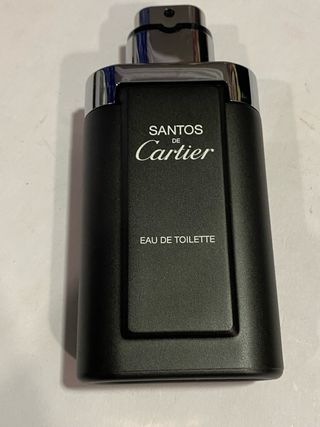 SANTOS
DE
Cartier
EAU DE TOILETTE